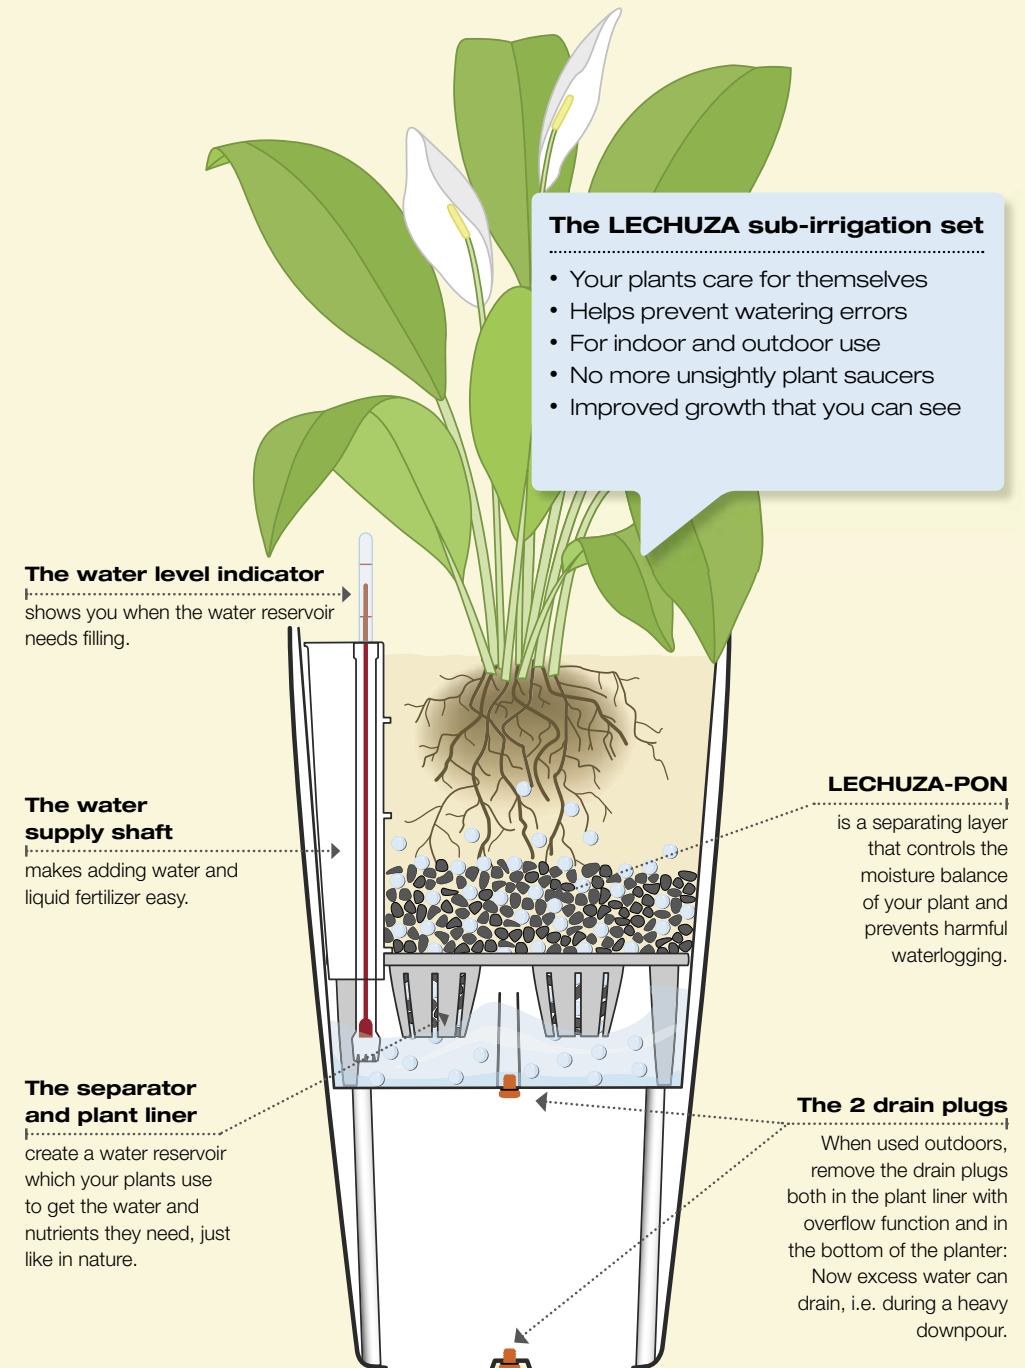 The LECHUZA sub-irrigation set
• Your plants care for themselves
• Helps prevent watering errors
• For indoor and outdoor use
• No more unsightly plant saucers
• Improved growth that you can see
The water level indicator
shows you when the water reservoir
needs filling.
The water
supply shaft
makes adding water and
liquid fertilizer easy.
LECHUZA-PON
is a separating layer
that controls the
moisture balance
of your plant and
prevents harmful
waterlogging.
The separator
and plant liner
create a water reservoir
which your plants use
to get the water and
nutrients they need, just
like in nature.
The 2 drain plugs
When used outdoors,
remove the drain plugs
both in the plant liner with
overflow function and in
the bottom of the planter:
Now excess water can
drain, i.e. during a heavy
downpour.